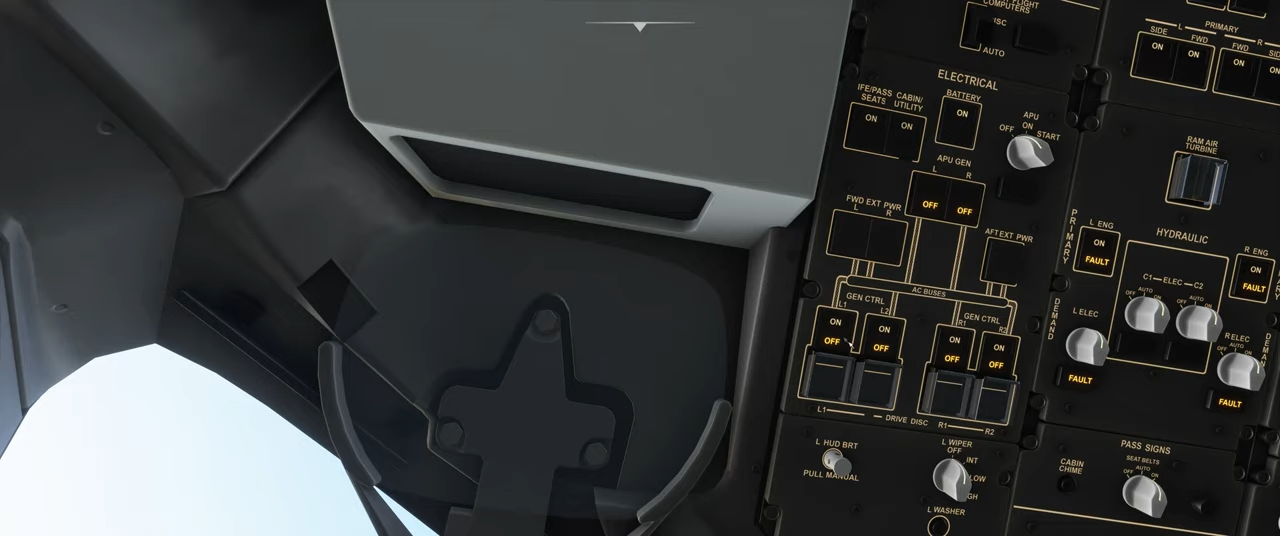 FLIGHT
COMPUTERS
AUTO
PRIMARY
L
R
SIDE
FWD
FWD
ON
ON
ON
ON
ELECTRICAL
IFE/PASS
SEATS
CABIN/
UTILITY
BATTERY
ON
ON
ON
APU
ON
OFF
START
RAM AIR
TURBINE
APU GEN
L
R
OFF
OFF
FWD EXT PWR
L
R
AFT EXT PWR
AC BUSES
GEN CTRL
L1
L2
GEN CTRL
R1
R2
ON
OFF
ON
OFF
ON
OFF
ON
OFF
L1
DRIVE DISC
R1
R2
PRIMARY
L ENG
ON
FAULT
HYDRAULIC
R ENG
ON
FAULT
C1
ELEC
C2
OFF
AUTO
ON
OFF
AUTO
ON
DEMAND
L ELEC
FAULT
R ELEC
OFF
AUTO
ON
FAULT
DEMAND
L HUD BRT
PULL MANUAL
L WIPER
OFF
INT
LOW
L WASHER
CABIN
CHIME
PASS SIGNS
SEAT BELTS
OFF
AUTO
ON